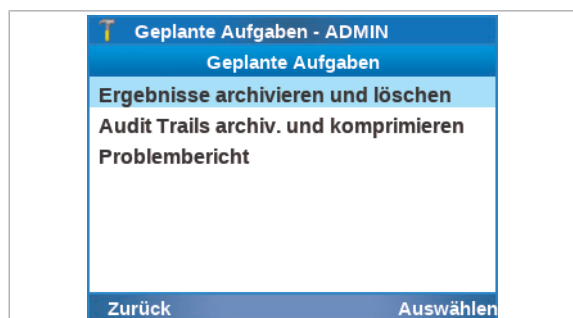 Geplante Aufgaben - ADMIN
Geplante Aufgaben
Ergebnisse archivieren und löschen
Audit Trails archiv. und komprimieren
Problembericht
Zurück Auswählen